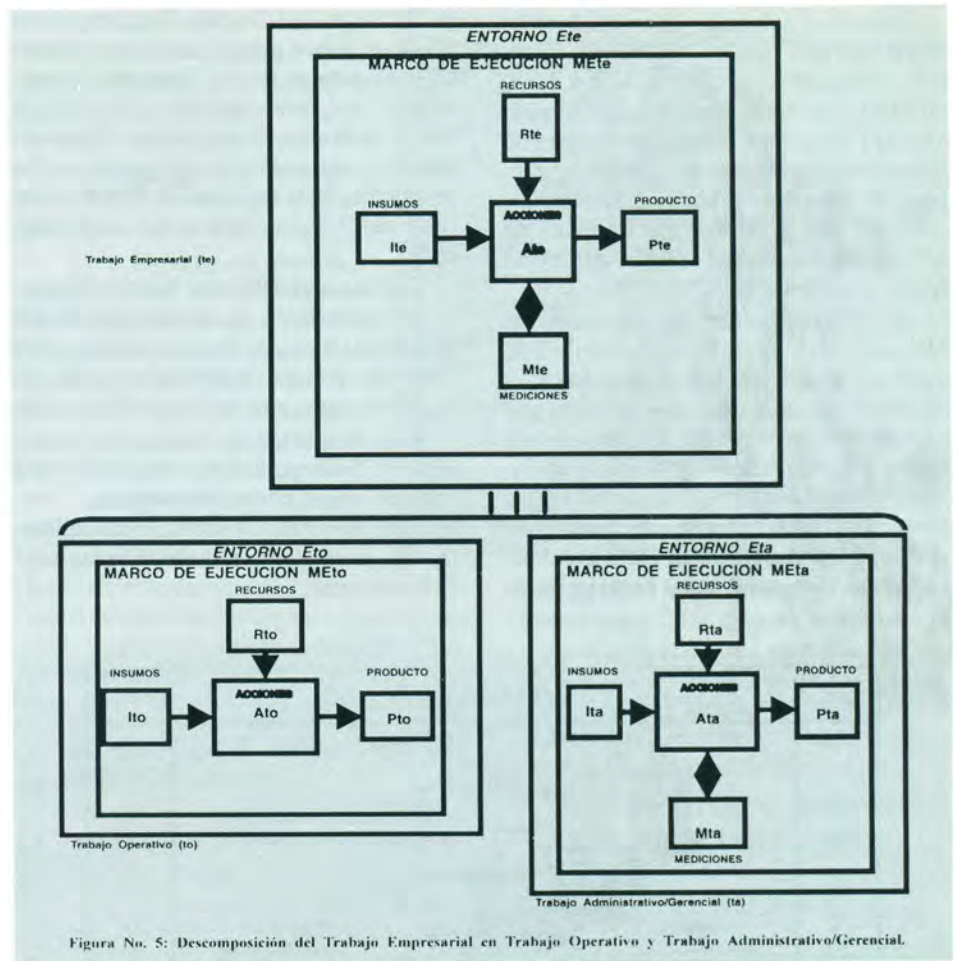 ENTORNO Ete
MARCO DE EJECUCION MEte
RECURSOS
Rte
INSUMOS
ACCIONES
PRODUCTO
Ite
Ate
Pte
Trabajo Empresarial (te)
Mte
MEDICIONES
ENTORNO Eto
MARCO DE EJECUCION MEto
RECURSOS
Rto
INSUMOS
ACCIONES
PRODUCTO
Ito
Ato
Pto
Trabajo Operativo (to)
ENTORNO Eta
MARCO DE EJECUCION MEta
RECURSOS
Rta
INSUMOS
ACCIONES
PRODUCTO
Ita
Ata
Pta
Mta
MEDICIONES
Trabajo Administrativo/Gerencial (ta)
Figura No. 5: Descomposición del Trabajo Empresarial en Trabajo Operativo y Trabajo Administrativo/Gerencial.